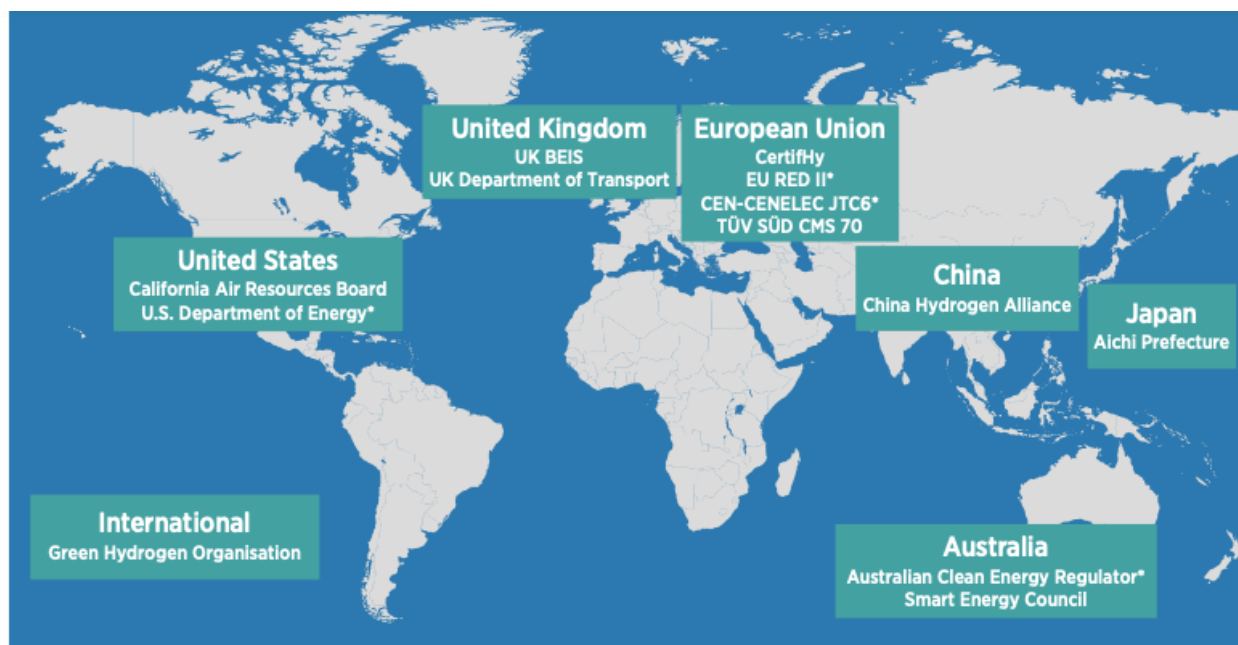 United Kingdom
UK BEIS
UK Department of Transport
European Union
CertifHy
EU RED II*
CEN-CENELEC JTC6*
TÜV SÜD CMS 70
United States
California Air Resources Board
U.S. Department of Energy*
China
China Hydrogen Alliance
Japan
Aichi Prefecture
International
Green Hydrogen Organisation
Australia
Australian Clean Energy Regulator*
Smart Energy Council